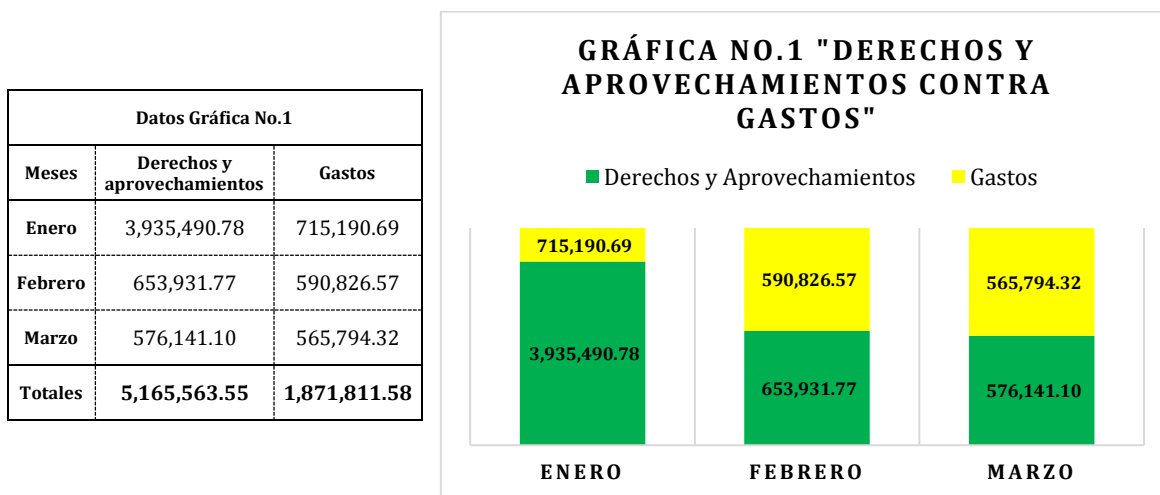 Datos Gráfica No.1
Meses Derechos y aprovechamientos Gastos
Enero 3,935,490.78 715,190.69
Febrero 653,931.77 590,826.57
Marzo 576,141.10 565,794.32
Totales 5,165,563.55 1,871,811.58
GRÁFICA NO.1 "DERECHOS Y
APROVECHAMIENTOS CONTRA
GASTOS"
Derechos y Aprovechamientos Gastos
715,190.69 590,826.57 565,794.32
3,935,490.78 653,931.77 576,141.10
ENERO FEBRERO MARZO